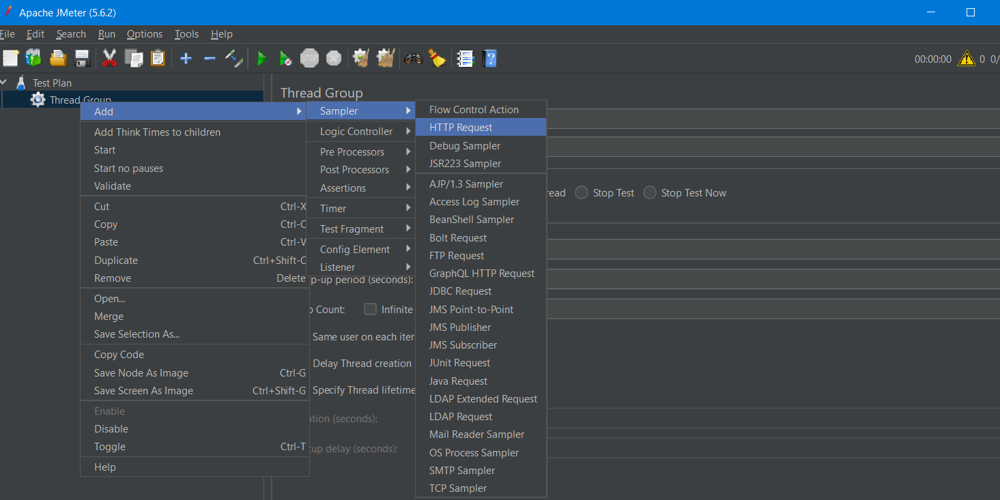 Apache JMeter (5.6.2)
File Edit Search Run Options Tools Help
STOP
00:00:00 0 0/
Test Plan
Thread Group
Thread Group
Add
Add Think Times to children
Start
Start no pauses
Validate
Cut Ctrl-X
Copy Ctrl-C
Paste Ctrl-V
Duplicate Ctrl+Shift-C
Remove Delete
Open...
Merge
Save Selection As...
Copy Code
Save Node As Image Ctrl-G
Save Screen As Image Ctrl+Shift-G
Enable
Disable
Toggle Ctrl-T
Help
Sampler
Logic Controller
Pre Processors
Post Processors
Assertions
Timer
Test Fragment
Config Element
Listener
Flow Control Action
HTTP Request
Debug Sampler
JSR223 Sampler
AJP/1.3 Sampler
Access Log Sampler
BeanShell Sampler
Bolt Request
FTP Request
GraphQL HTTP Request
JDBC Request
JMS Point-to-Point
JMS Publisher
JMS Subscriber
JUnit Request
Java Request
LDAP Extended Request
LDAP Request
Mail Reader Sampler
OS Process Sampler
SMTP Sampler
TCP Sampler
read Stop Test Stop Test Now
p-up period (seconds):
Count: Infinite
Same user on each iter
Delay Thread creation
Specify Thread lifetime
ation (seconds):
tup delay (seconds):